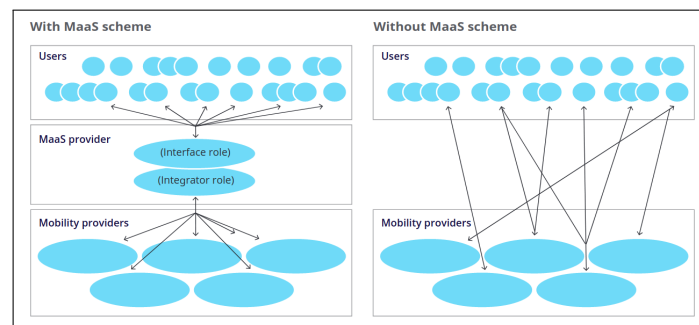 With MaaS scheme
Users
MaaS provider
(Interface role)
(Integrator role)
Mobility providers
Without MaaS scheme
Users
Mobility providers